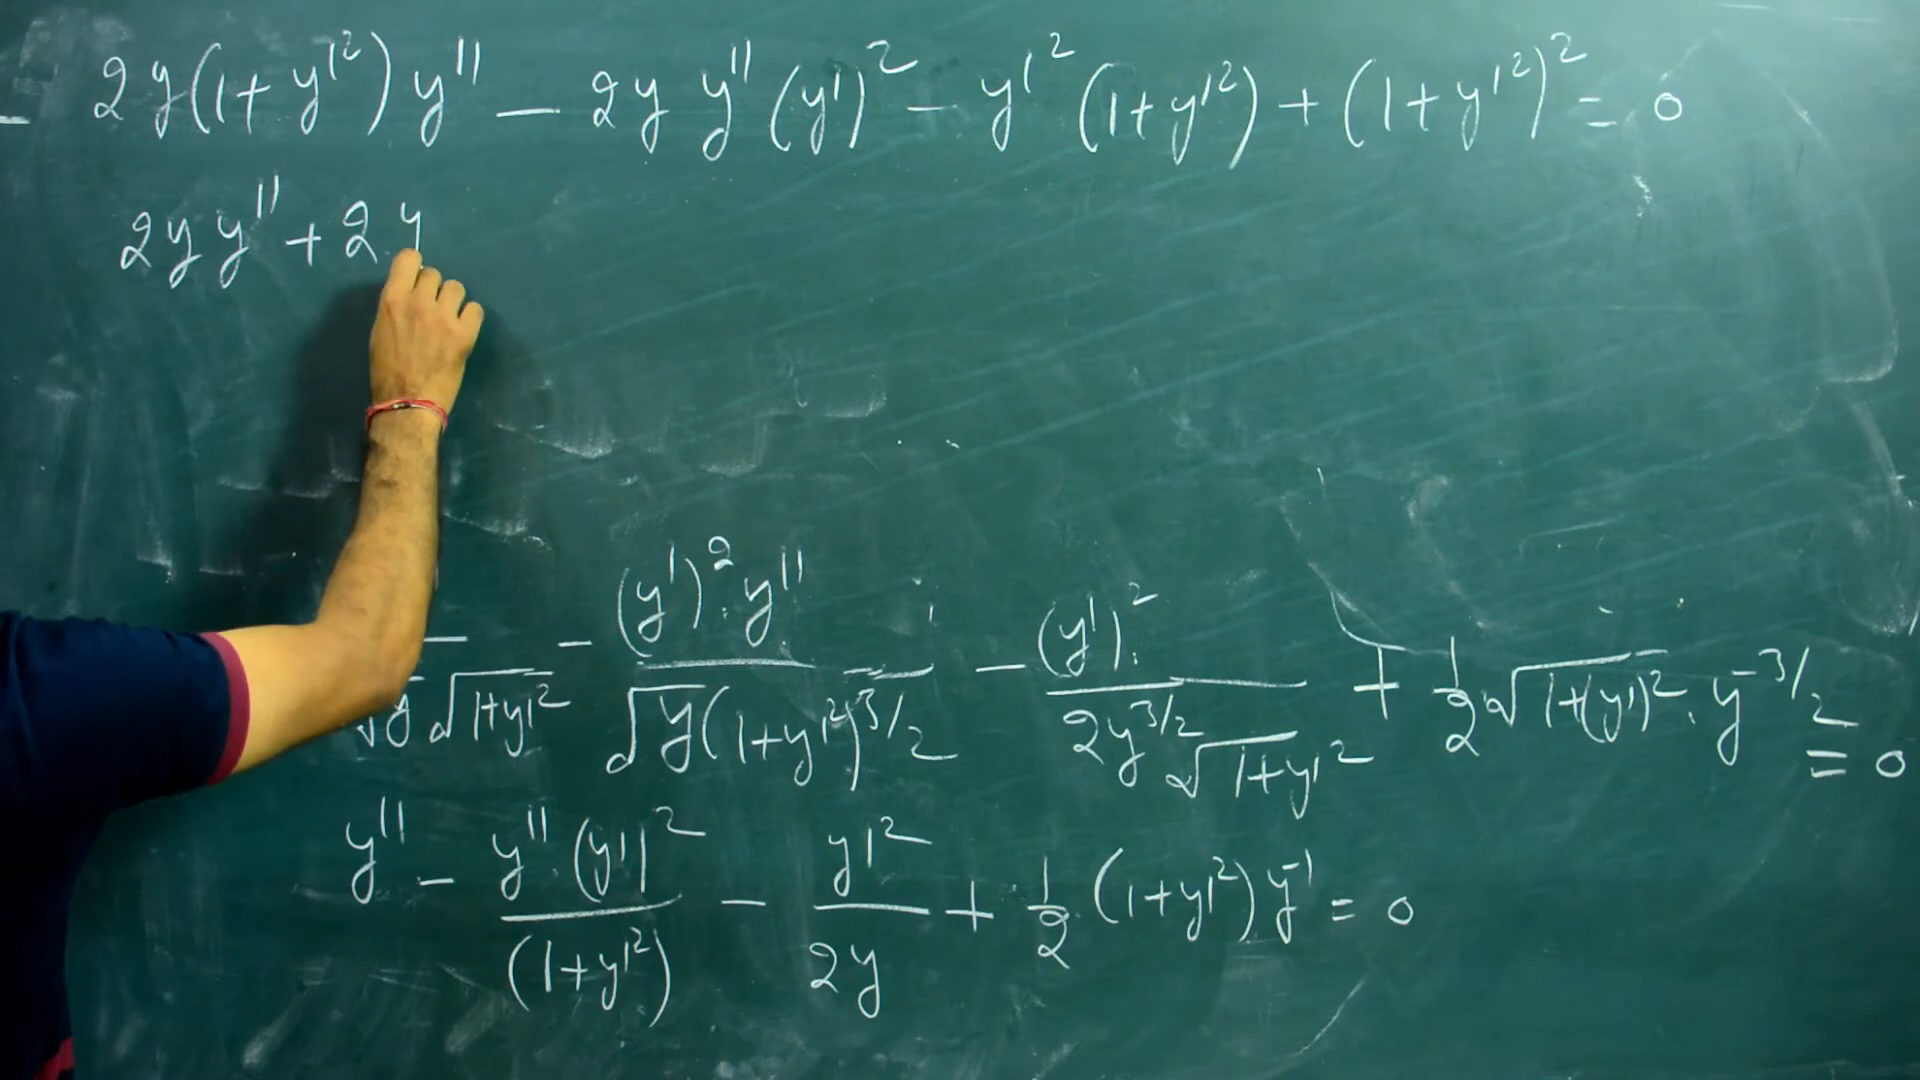 - 2y(1+y'²)y'' - 2y y''(y')² - y'²(1+y'²) + (1+y'²)² = 0
2yy'' + 2y
- (y')².y''/√y(1+y'²)^3/2 - (y')²./2y^3/2 √1+y'² + 1/2 √1+(y')² . y^-3/2 = 0
y'' - y''.(y')²/(1+y'²) - y'²/2y + 1/2 (1+y'²)y^-1 = 0